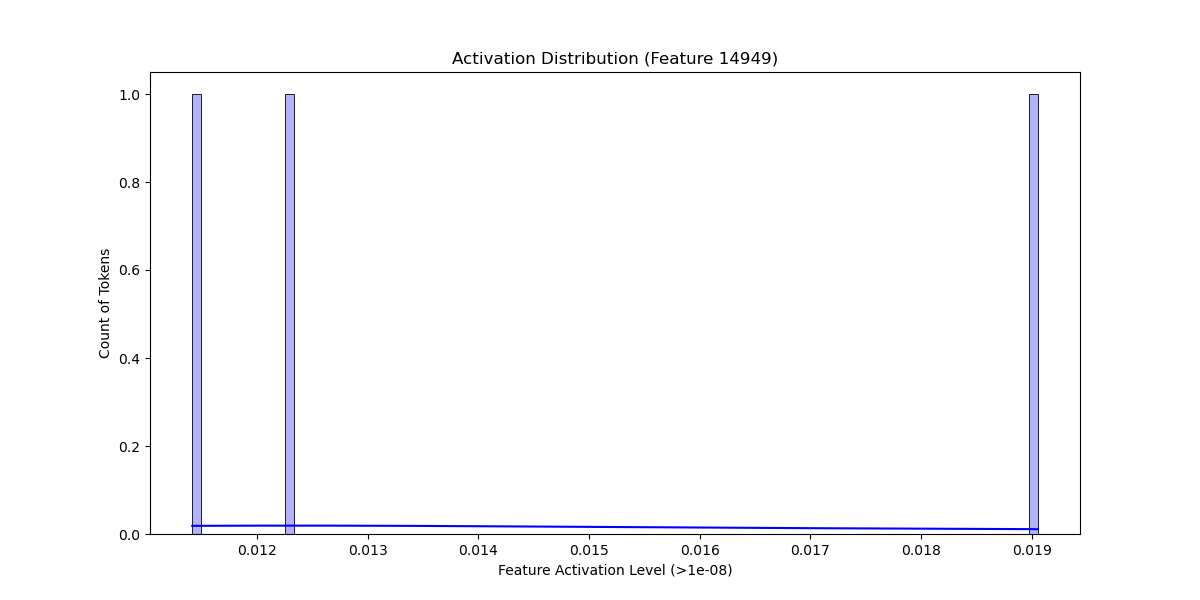 Activation Distribution (Feature 14949)
1.0
0.8
0.6
0.4
0.2
0.0
Count of Tokens
0.012 0.013 0.014 0.015 0.016 0.017 0.018 0.019
Feature Activation Level (>1e-08)